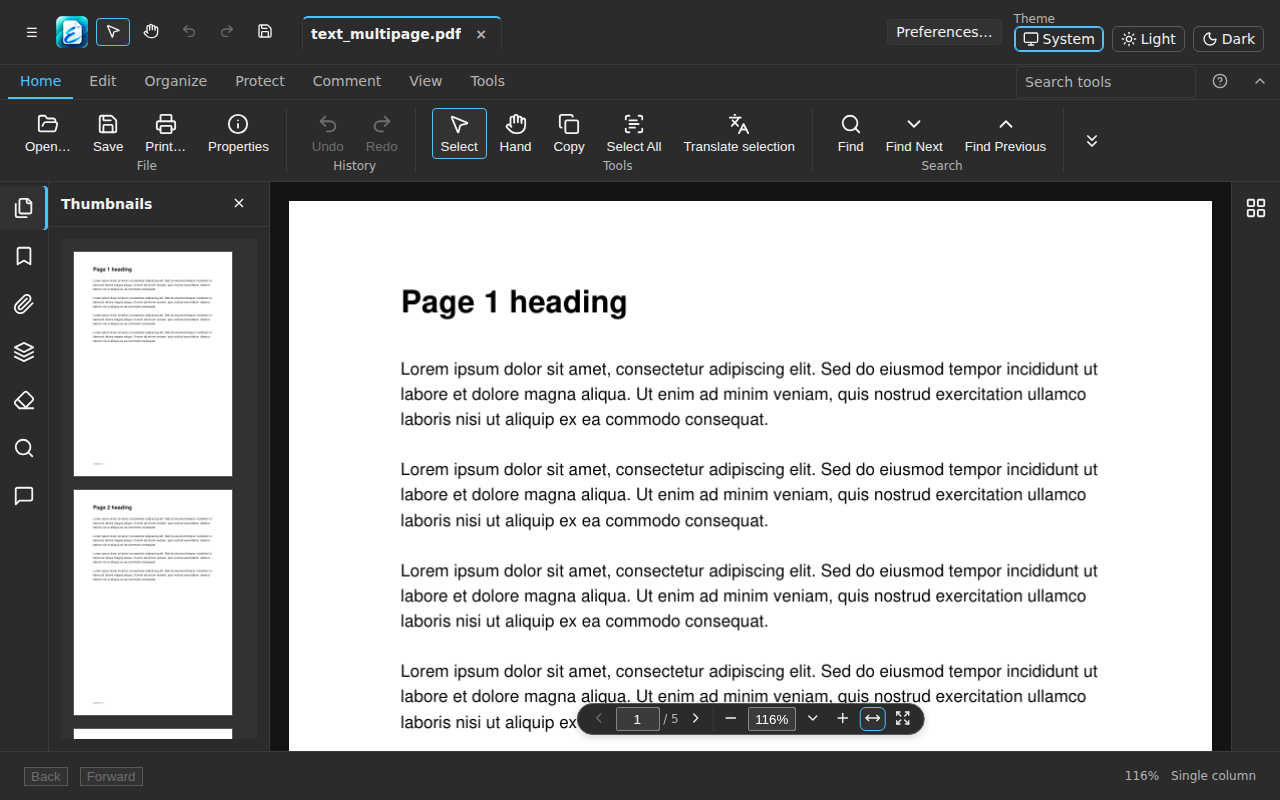 text_multipage.pdf
Preferences...
Theme
System
Light
Dark
Home
Edit
Organize
Protect
Comment
View
Tools
Search tools
Open...
Save
Print...
Properties
File
Undo
Redo
History
Select
Hand
Copy
Select All
Translate selection
Tools
Find
Find Next
Find Previous
Search
Thumbnails
Page 1 heading
Page 2 heading
Page 1 heading
Lorem ipsum dolor sit amet, consectetur adipiscing elit. Sed do eiusmod tempor incididunt ut
labore et dolore magna aliqua. Ut enim ad minim veniam, quis nostrud exercitation ullamco
laboris nisi ut aliquip ex ea commodo consequat.
Lorem ipsum dolor sit amet, consectetur adipiscing elit. Sed do eiusmod tempor incididunt ut
labore et dolore magna aliqua. Ut enim ad minim veniam, quis nostrud exercitation ullamco
laboris nisi ut aliquip ex ea commodo consequat.
Lorem ipsum dolor sit amet, consectetur adipiscing elit. Sed do eiusmod tempor incididunt ut
labore et dolore magna aliqua. Ut enim ad minim veniam, quis nostrud exercitation ullamco
laboris nisi ut aliquip ex ea commodo consequat.
Lorem ipsum dolor sit amet, consectetur adipiscing elit. Sed do eiusmod tempor incididunt ut
labore et dolore magna aliqua. Ut enim ad minim veniam, quis nostrud exercitation ullamco
laboris nisi ut aliquip ex
1 / 5
116%
Back
Forward
116%
Single column